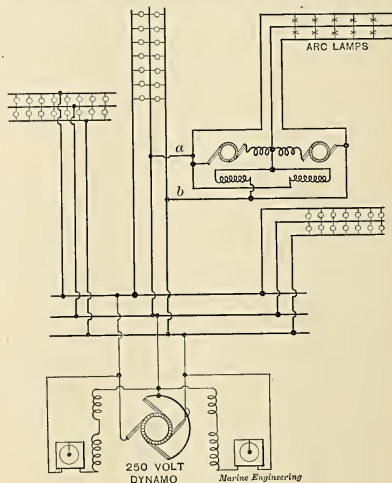 ARC LAMPS
a
b
250 VOLT
DYNAMO
Marine Engineering